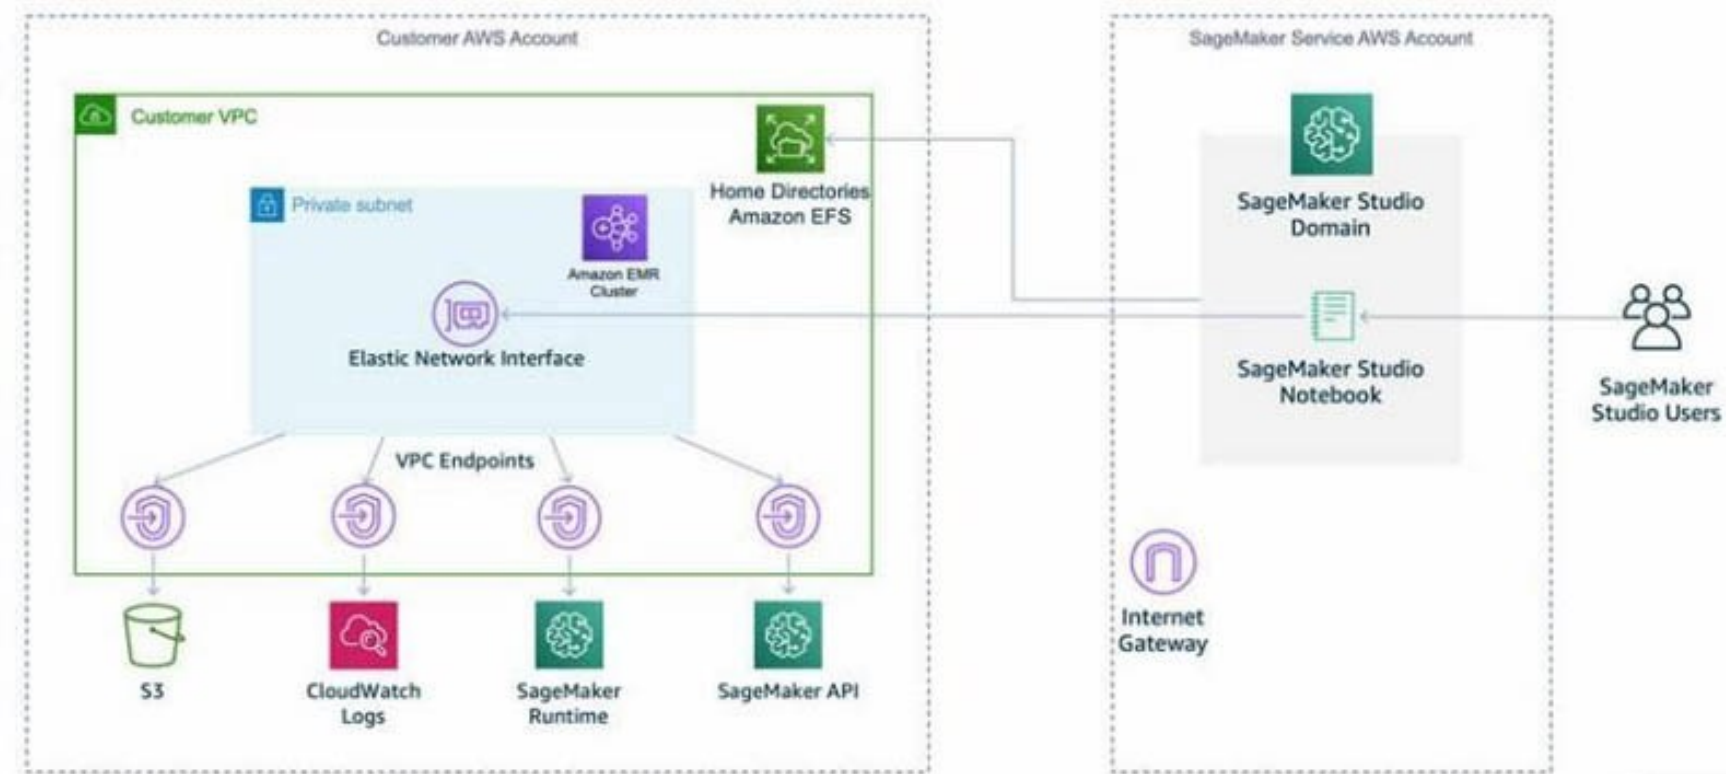 Customer AWS Account
SageMaker Service AWS Account
Customer VPC
Home Directories
Amazon EFS
Private subnet
Amazon EMR
Cluster
Elastic Network Interface
VPC Endpoints
S3
CloudWatch
Logs
SageMaker
Runtime
SageMaker API
SageMaker Studio
Domain
SageMaker Studio
Notebook
SageMaker
Studio Users
Internet
Gateway